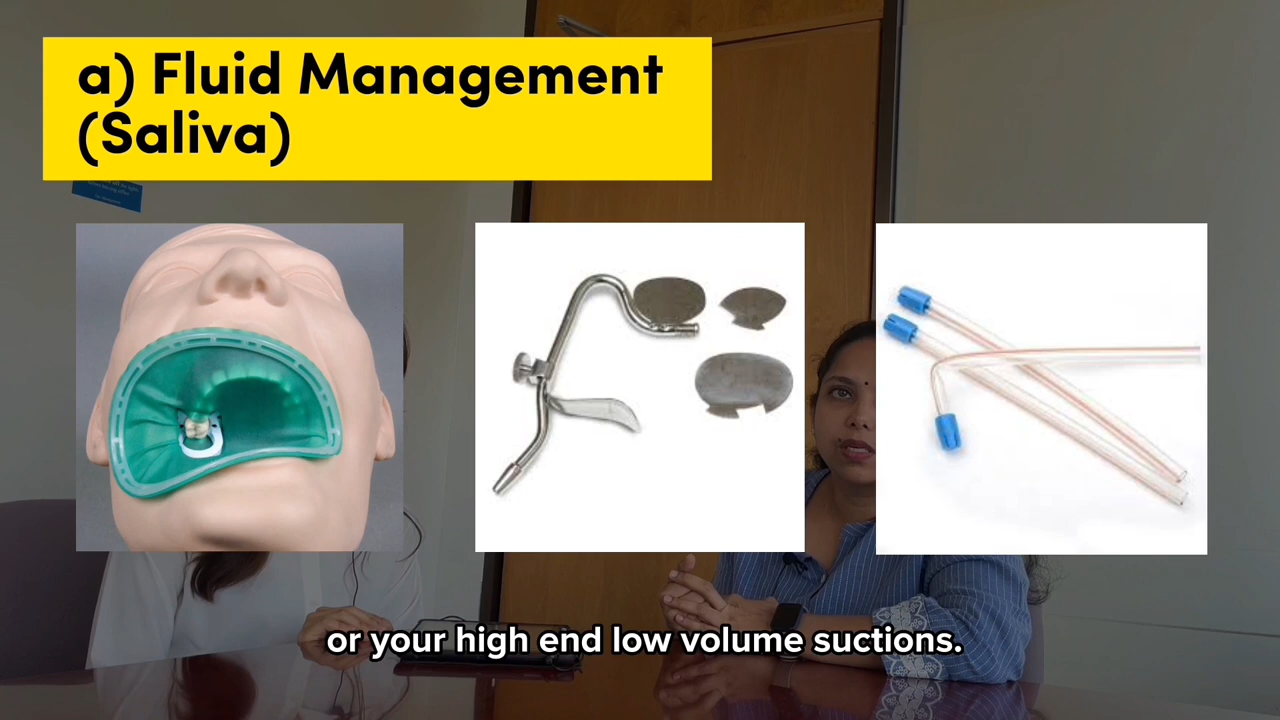 a) Fluid Management
(Saliva)
or your high end low volume suctions.